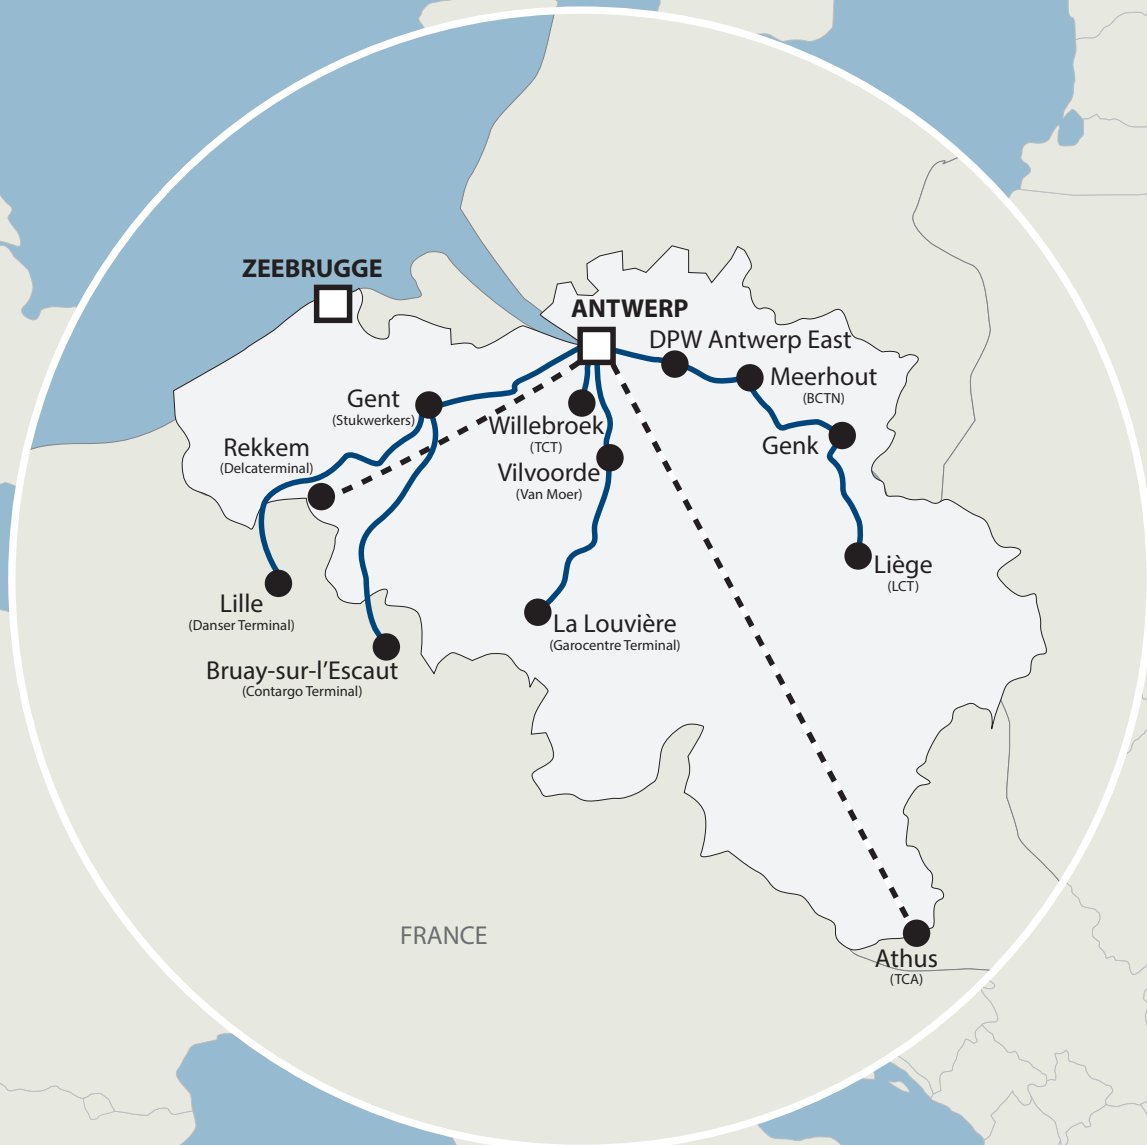 ZEEBRUGGE
ANTWERP
DPW Antwerp East
Meerhout
(BCTN)
Gent
(Stukwerkers)
Willebroek
(TCT)
Genk
Rekkem
(Delcaterminal)
Vilvoorde
(Van Moer)
Liège
(LCT)
Lille
(Danser Terminal)
La Louvière
(Garocentre Terminal)
Bruay-sur-l'Escaut
(Contargo Terminal)
FRANCE
Athus
(TCA)